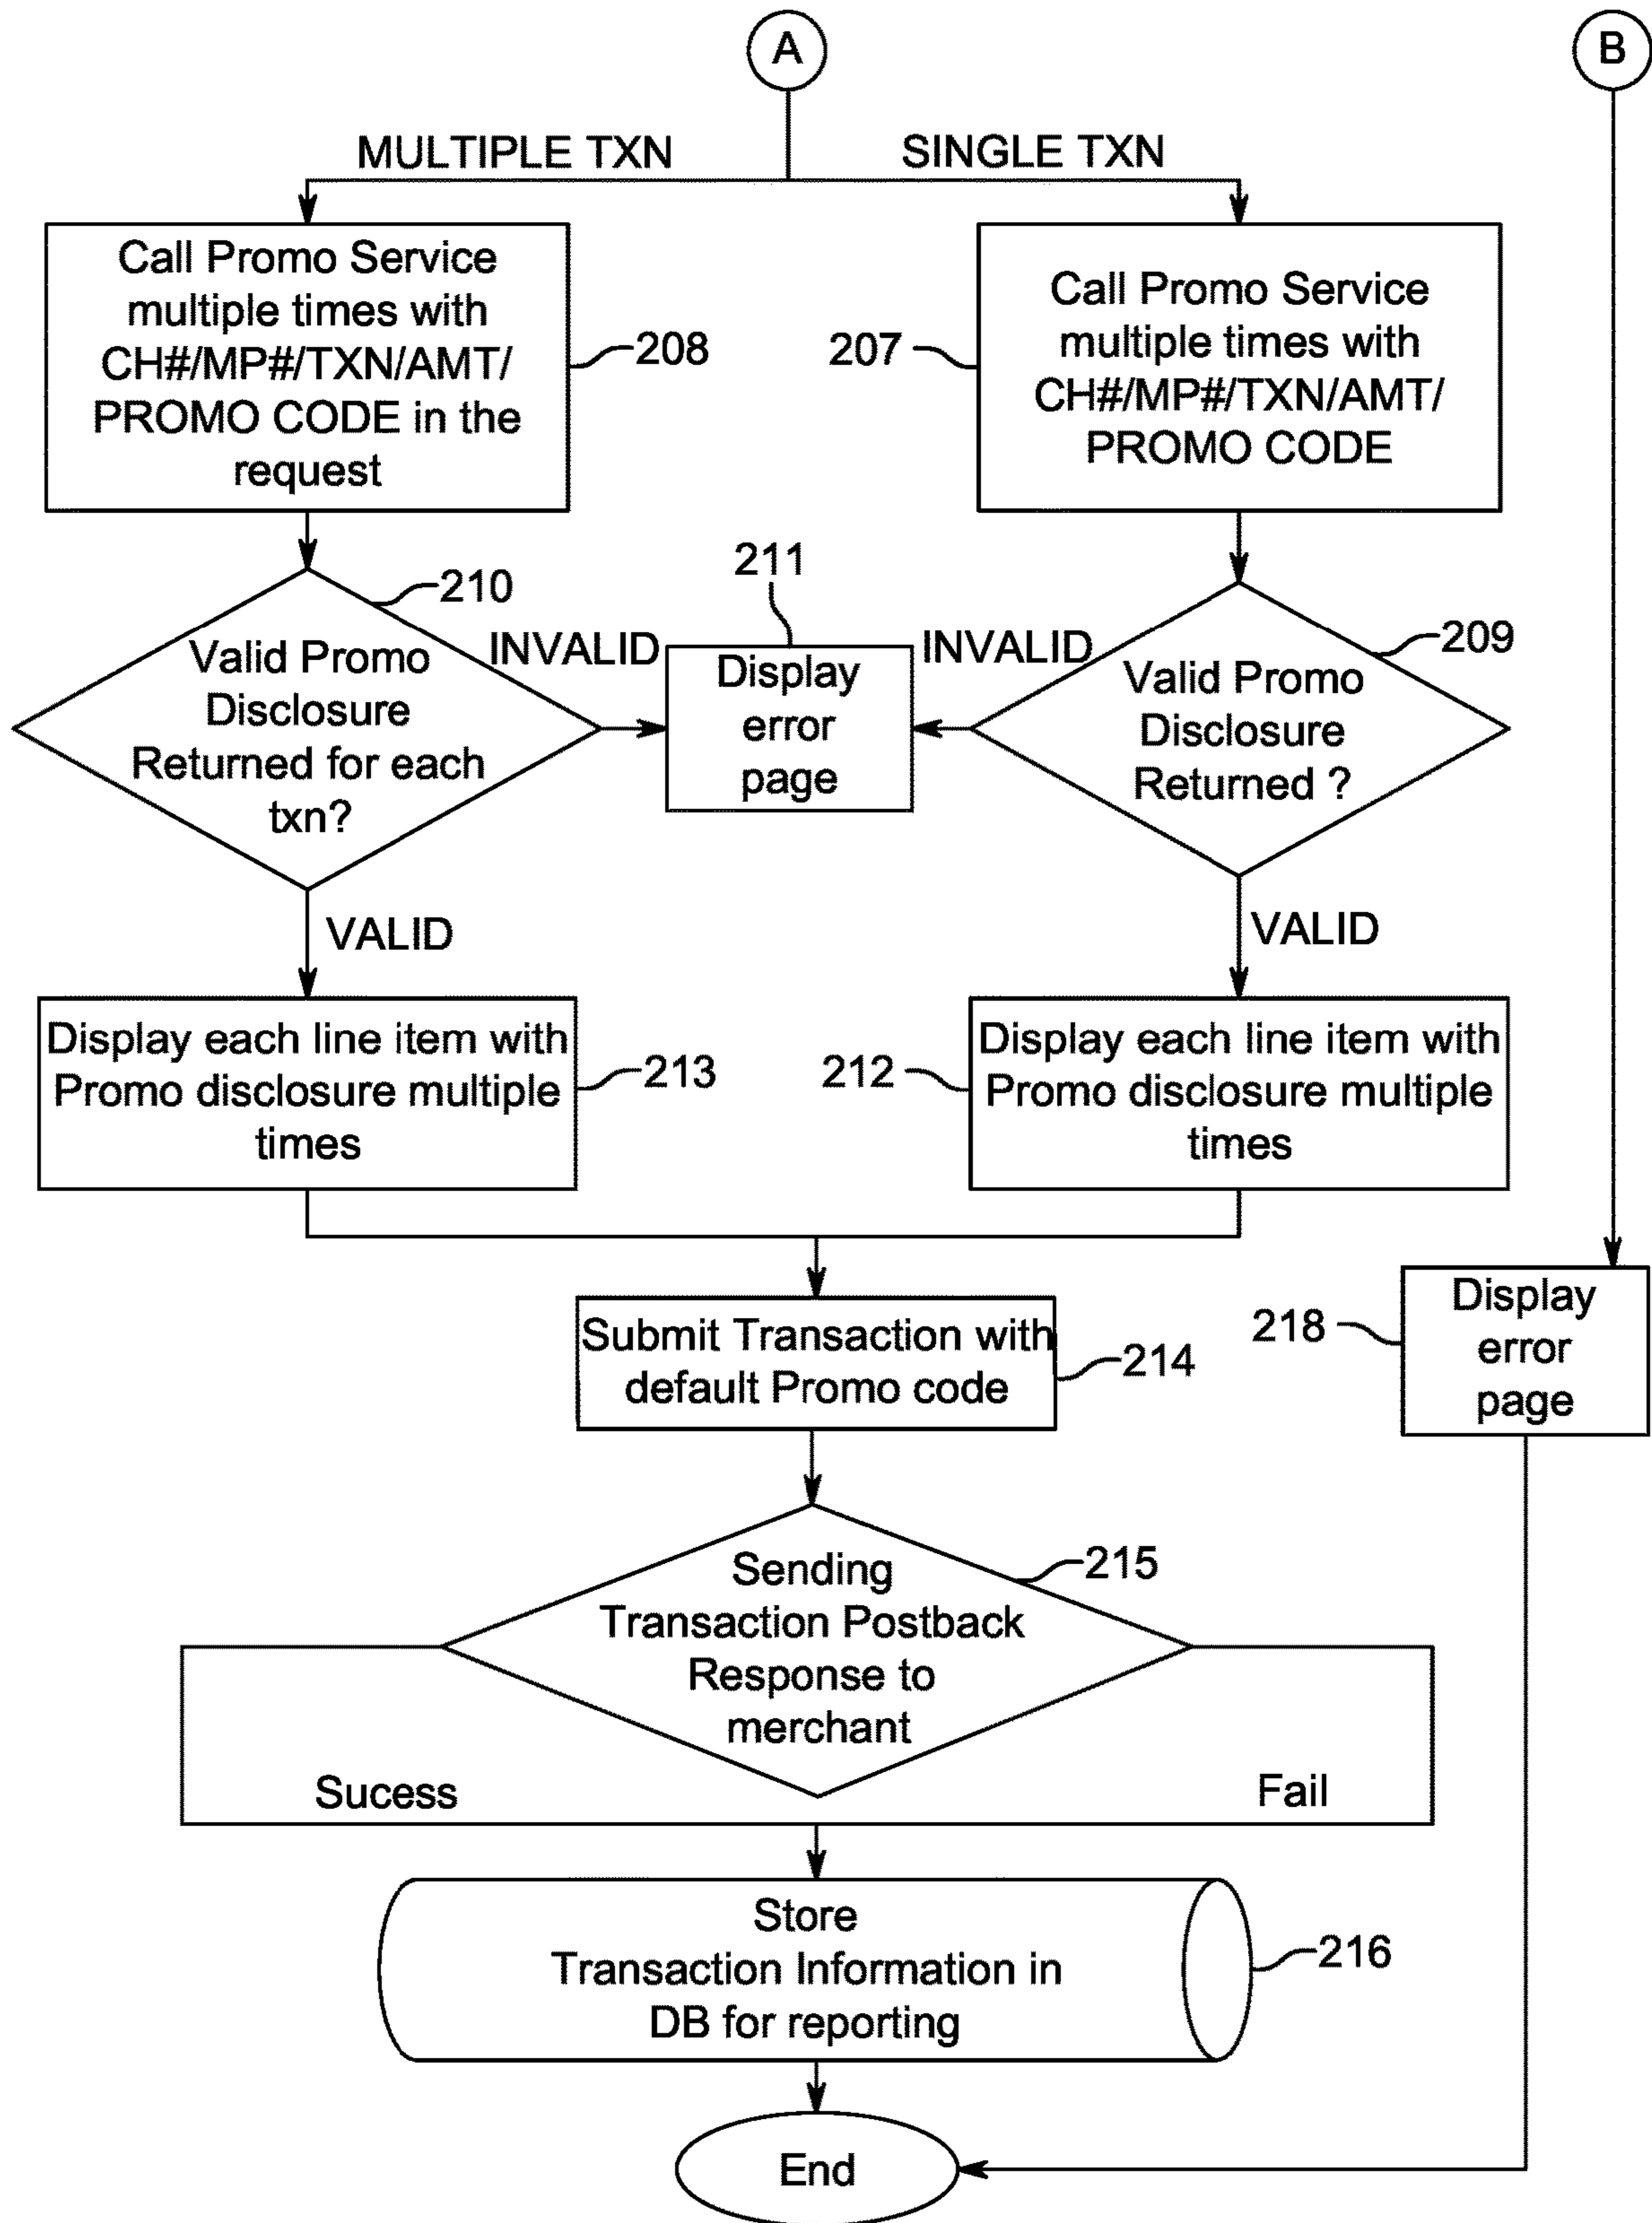 A
B
MULTIPLE TXN
SINGLE TXN
Call Promo Service
multiple times with
CH#/MP#/TXN/AMT/
PROMO CODE in the
request
208
207
Call Promo Service
multiple times with
CH#/MP#/TXN/AMT/
PROMO CODE
210
Valid Promo
Disclosure
Returned for each
txn?
INVALID
211
Display
error
page
INVALID
209
Valid Promo
Disclosure
Returned ?
VALID
VALID
Display each line item with
Promo disclosure multiple
times
213
212
Display each line item with
Promo disclosure multiple
times
Submit Transaction with
default Promo code
214
218
Display
error
page
Sending
Transaction Postback
Response to
merchant
215
Sucess
Fail
Store
Transaction Information in
DB for reporting
216
End